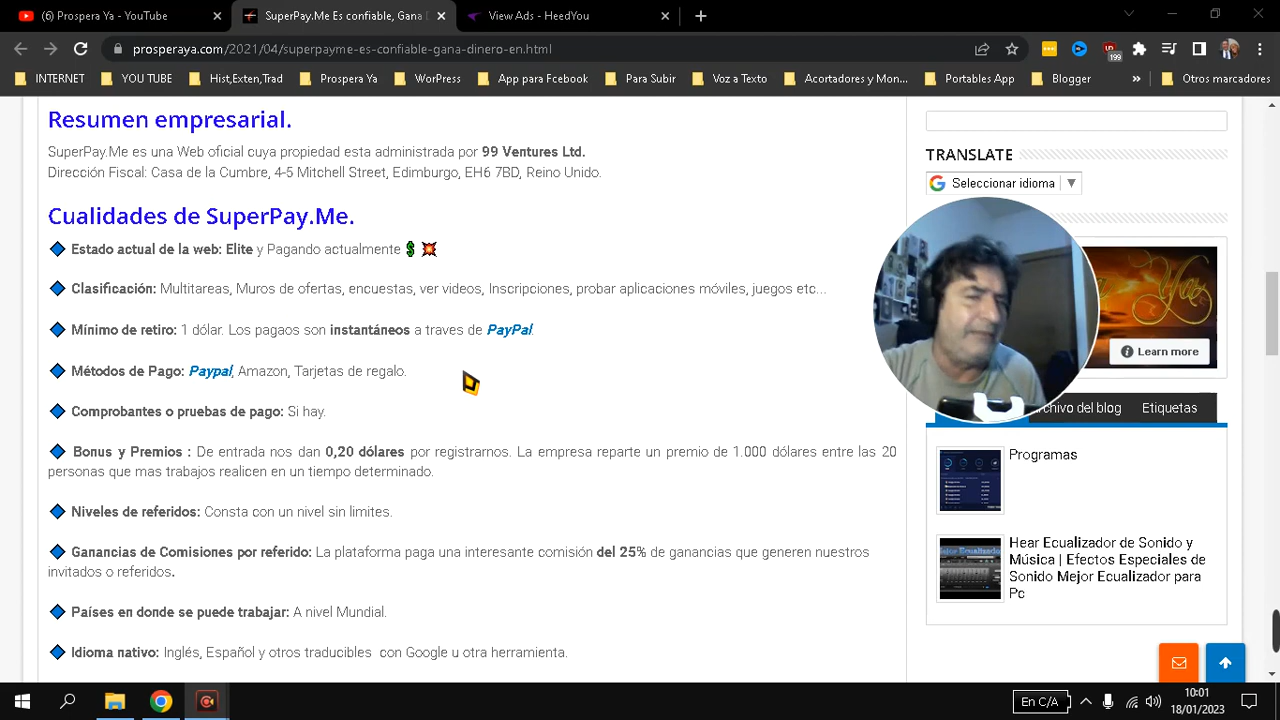 (6) Prospera Ya - YouTube
SuperPay.Me Es confiable, Gana D
View Ads - HeedYou
prosperaya.com/2021/04/superpayme-es-confiable-gana-dinero-en.html
199
INTERNET
YOU TUBE
Hist,Exten,Trad
Prospera Ya
WorPress
App para Fcebook
Para Subir
Voz a Texto
Acortadores y Mon...
Portables App
Blogger
»
Otros marcadores
Resumen empresarial.
SuperPay.Me es una Web oficial cuya propiedad esta administrada por 99 Ventures Ltd.
Dirección Fiscal: Casa de la Cumbre, 4-5 Mitchell Street, Edimburgo, EH6 7BD, Reino Unido.
Cualidades de SuperPay.Me.
Estado actual de la web: Elite y Pagando actualmente
Clasificación: Multitareas, Muros de ofertas, encuestas, ver videos, Inscripciones, probar aplicaciones móviles, juegos etc...
Mínimo de retiro: 1 dólar. Los pagaos son instantáneos a traves de PayPal.
Métodos de Pago: Paypal, Amazon, Tarjetas de regalo.
Comprobantes o pruebas de pago: Si hay.
Bonus y Premios : De entrada nos dan 0,20 dólares por registrarnos. La empresa reparte un premio de 1.000 dólares entre las 20
personas que mas trabajos realicen en un tiempo determinado.
Niveles de referidos: Consta con un nivel sin limites.
Ganancias de Comisiones por referido: La plataforma paga una interesante comisión del 25% de ganancias que generen nuestros
invitados o referidos.
Países en donde se puede trabajar: A nivel Mundial.
Idioma nativo: Inglés, Español y otros traducibles con Google u otra herramienta.
TRANSLATE
Seleccionar idioma
Learn more
rchivo del blog
Etiquetas
Programas
Hear Ecualizador de Sonido y
Música | Efectos Especiales de
Sonido Mejor Ecualizador para
Pc
En C/A
10:01
18/01/2023